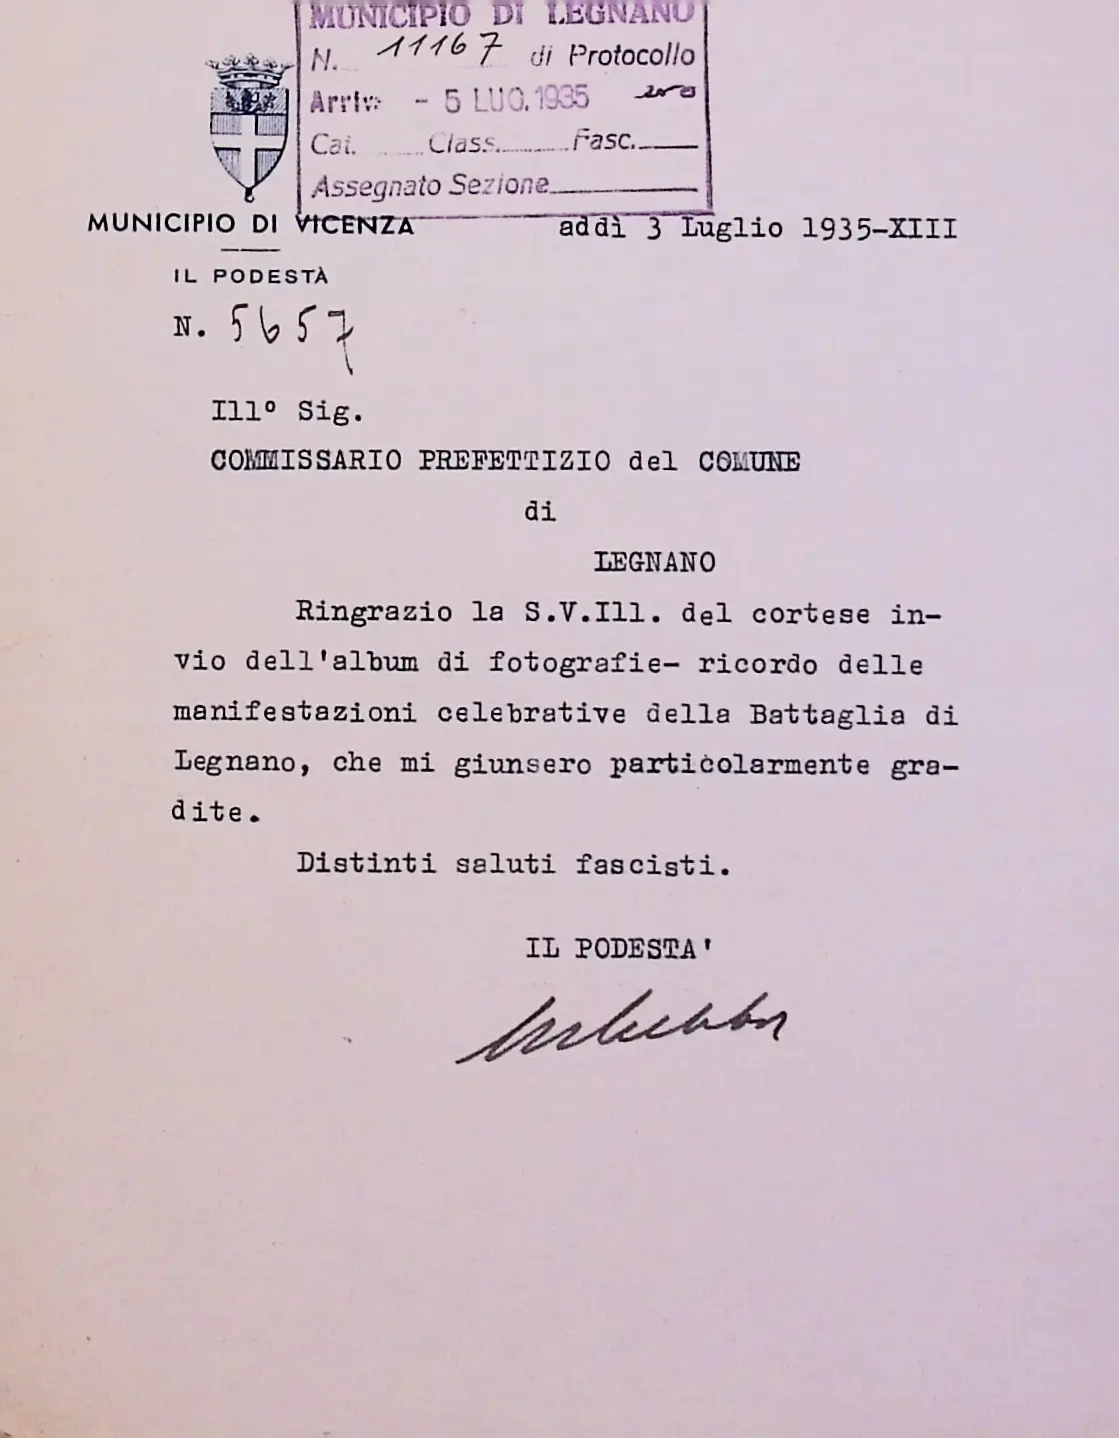 MUNICIPIO DI LEGNANO
N. 11167 di Protocollo
Arrivo - 5 LUG. 1935
Cat. Class. Fasc.
Assegnato Sezione
MUNICIPIO DI VICENZA
addì 3 Luglio 1935-XIII
IL PODESTÀ
N. 5657
Ill° Sig.
COMMISSARIO PREFETTIZIO del COMUNE
di
LEGNANO
Ringrazio la S.V.Ill. del cortese in-
vio dell'album di fotografie- ricordo delle
manifestazioni celebrative della Battaglia di
Legnano, che mi giunsero particolarmente gra-
dite.
Distinti saluti fascisti.
IL PODESTA'